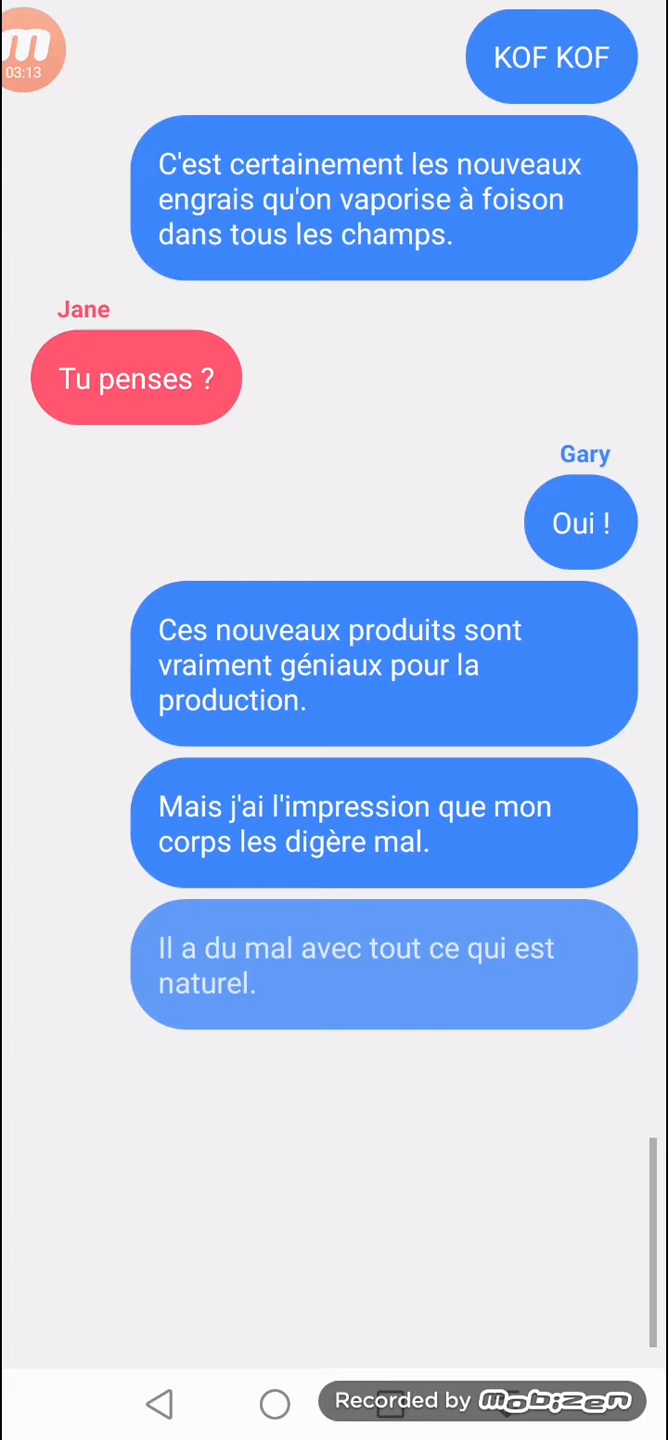 m
03:13
KOF KOF
C'est certainement les nouveaux
engrais qu'on vaporise à foison
dans tous les champs.
Jane
Tu penses ?
Gary
Oui !
Ces nouveaux produits sont
vraiment géniaux pour la
production.
Mais j'ai l'impression que mon
corps les digère mal.
Il a du mal avec tout ce qui est
naturel.
Recorded by mobizen